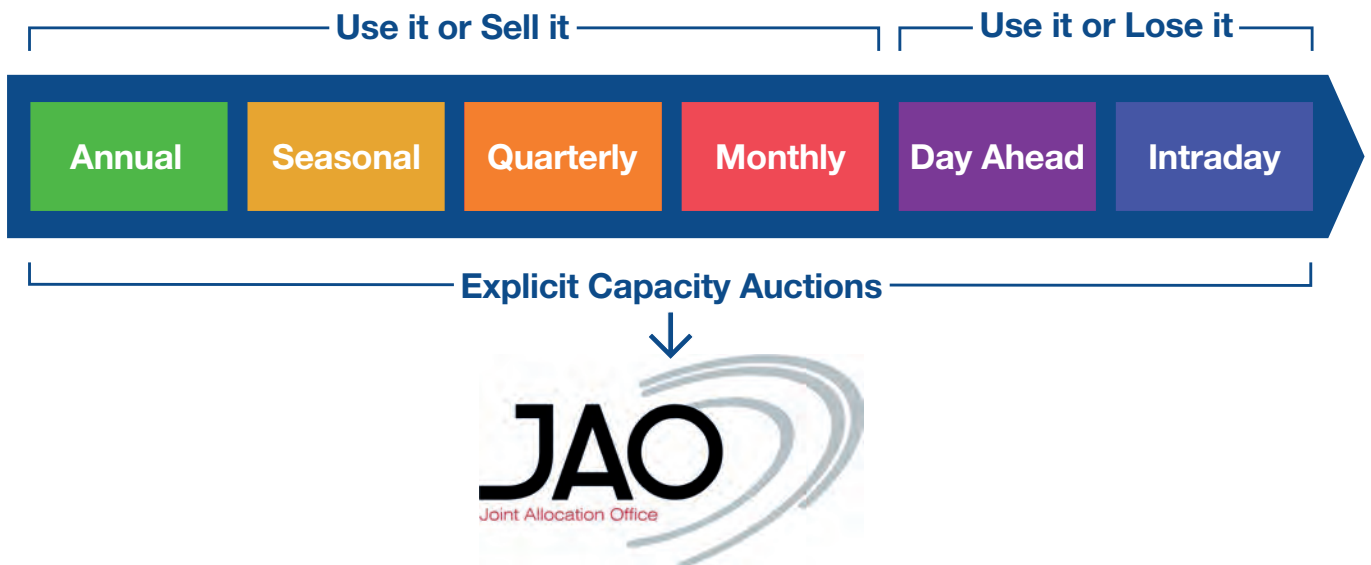 Use it or Sell it
Use it or Lose it
Annual
Seasonal
Quarterly
Monthly
Day Ahead
Intraday
Explicit Capacity Auctions
JAO
Joint Allocation Office